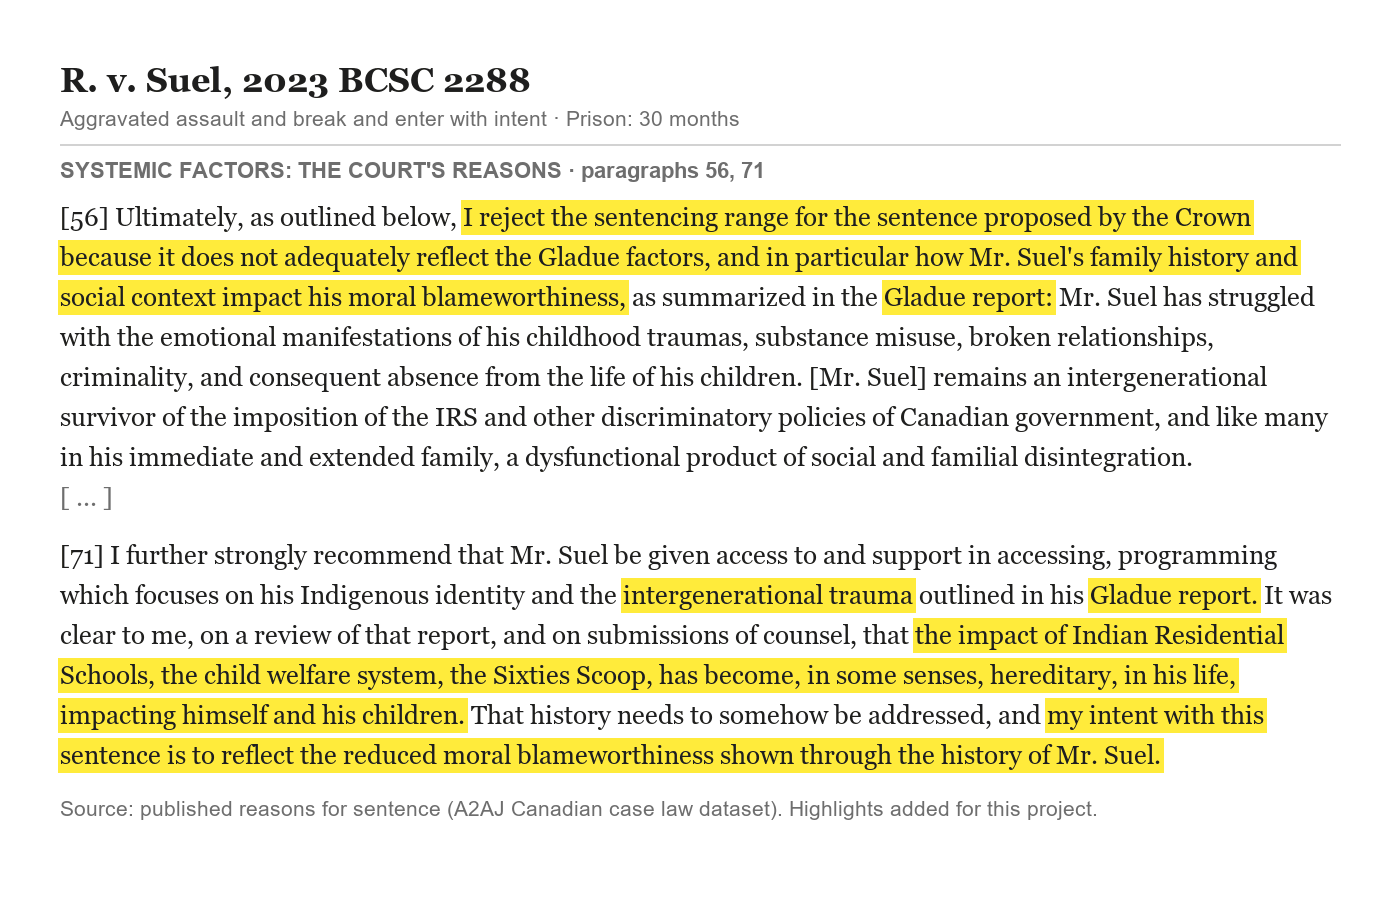 R. v. Suel, 2023 BCSC 2288
Aggravated assault and break and enter with intent · Prison: 30 months
SYSTEMIC FACTORS: THE COURT'S REASONS · paragraphs 56, 71
[56] Ultimately, as outlined below, I reject the sentencing range for the sentence proposed by the Crown
because it does not adequately reflect the Gladue factors, and in particular how Mr. Suel's family history and
social context impact his moral blameworthiness, as summarized in the Gladue report: Mr. Suel has struggled
with the emotional manifestations of his childhood traumas, substance misuse, broken relationships,
criminality, and consequent absence from the life of his children. [Mr. Suel] remains an intergenerational
survivor of the imposition of the IRS and other discriminatory policies of Canadian government, and like many
in his immediate and extended family, a dysfunctional product of social and familial disintegration.
[ ... ]
[71] I further strongly recommend that Mr. Suel be given access to and support in accessing, programming
which focuses on his Indigenous identity and the intergenerational trauma outlined in his Gladue report. It was
clear to me, on a review of that report, and on submissions of counsel, that the impact of Indian Residential
Schools, the child welfare system, the Sixties Scoop, has become, in some senses, hereditary, in his life,
impacting himself and his children. That history needs to somehow be addressed, and my intent with this
sentence is to reflect the reduced moral blameworthiness shown through the history of Mr. Suel.
Source: published reasons for sentence (A2AJ Canadian case law dataset). Highlights added for this project.